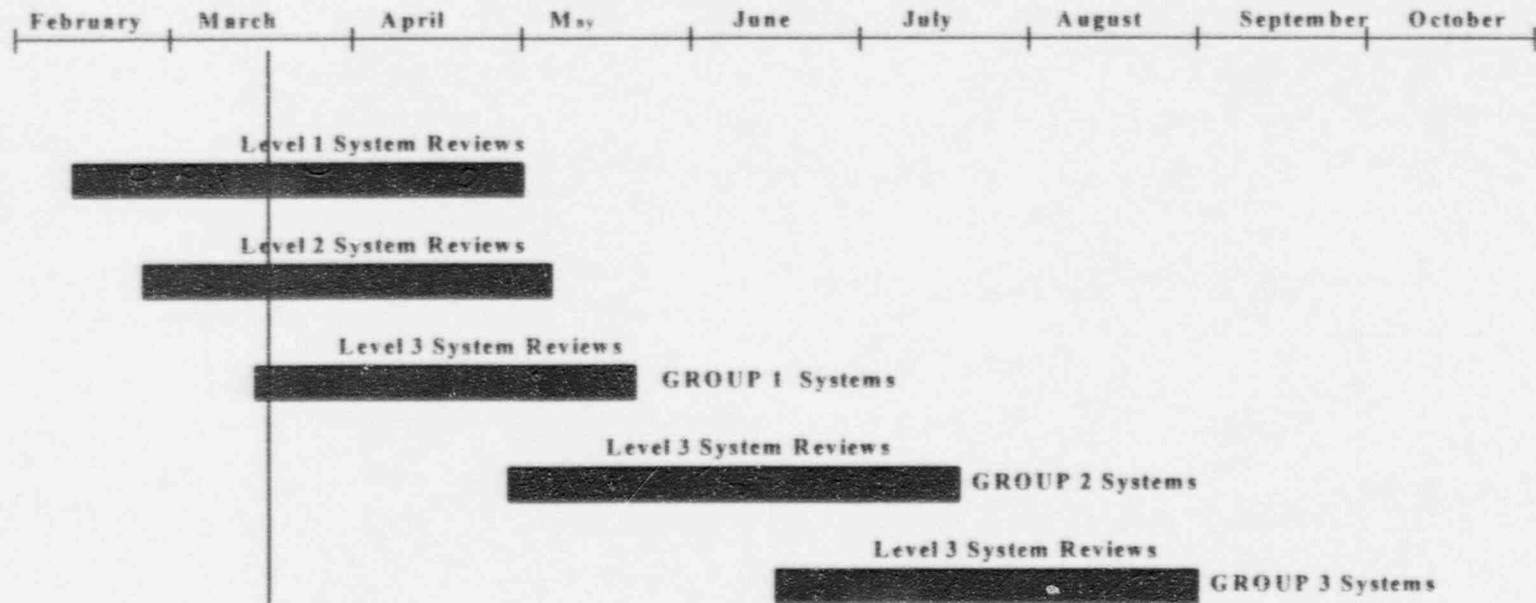 February March April May June July August September October
Level 1 System Reviews
Level 2 System Reviews
Level 3 System Reviews
GROUP 1 Systems
Level 3 System Reviews
GROUP 2 Systems
Level 3 System Reviews
GROUP 3 Systems